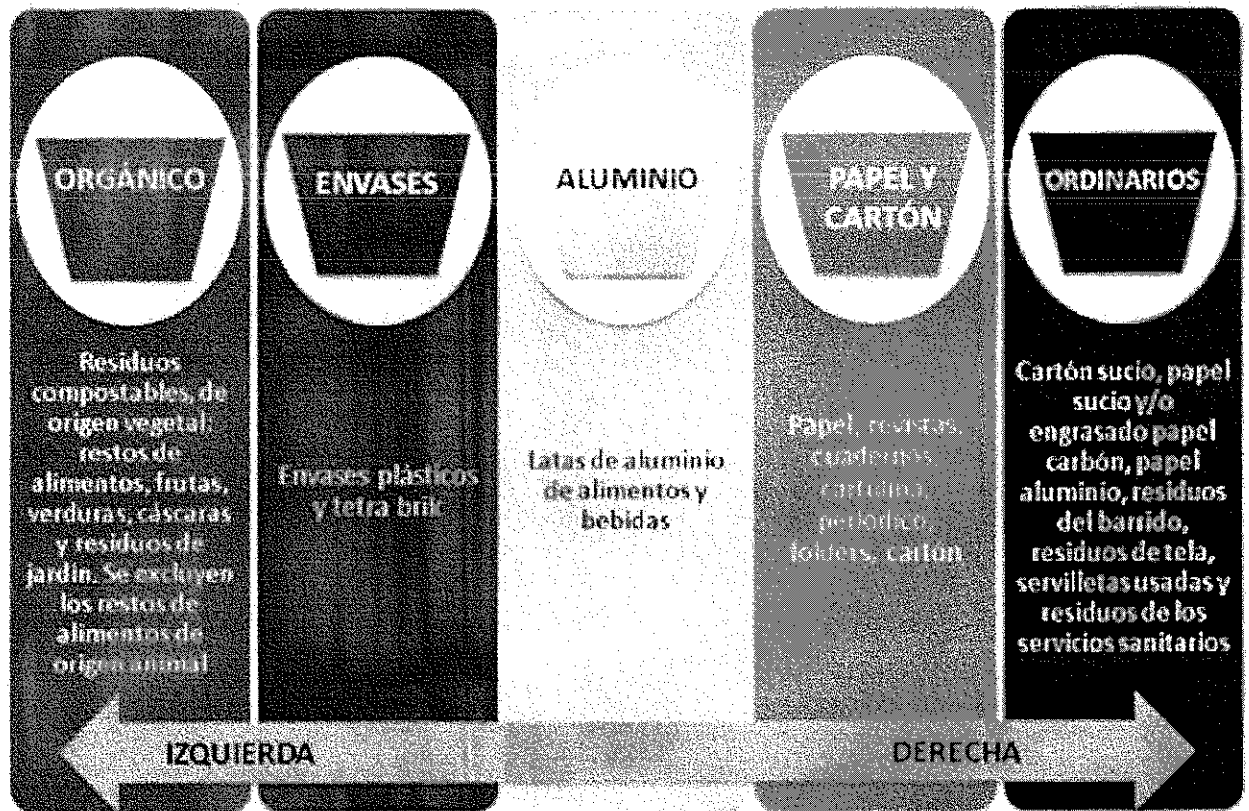 ORGÁNICO
Residuos
compostables, de
origen vegetal:
restos de
alimentos, frutas,
verduras, cáscaras
y residuos de
jardín. Se excluyen
los restos de
alimentos de
origen animal
ENVASES
Envases plásticos
y tetra brik
ALUMINIO
Latas de aluminio
de alimentos y
bebidas
PAPEL Y
CARTÓN
Papel, revistas,
cuadernos,
cartulina,
periódico,
folders, cartón
ORDINARIOS
Cartón sucio, papel
sucio y/o
engrasado papel
carbón, papel
aluminio, residuos
del barrido,
residuos de tela,
servilletas usadas y
residuos de los
servicios sanitarios
IZQUIERDA
DERECHA